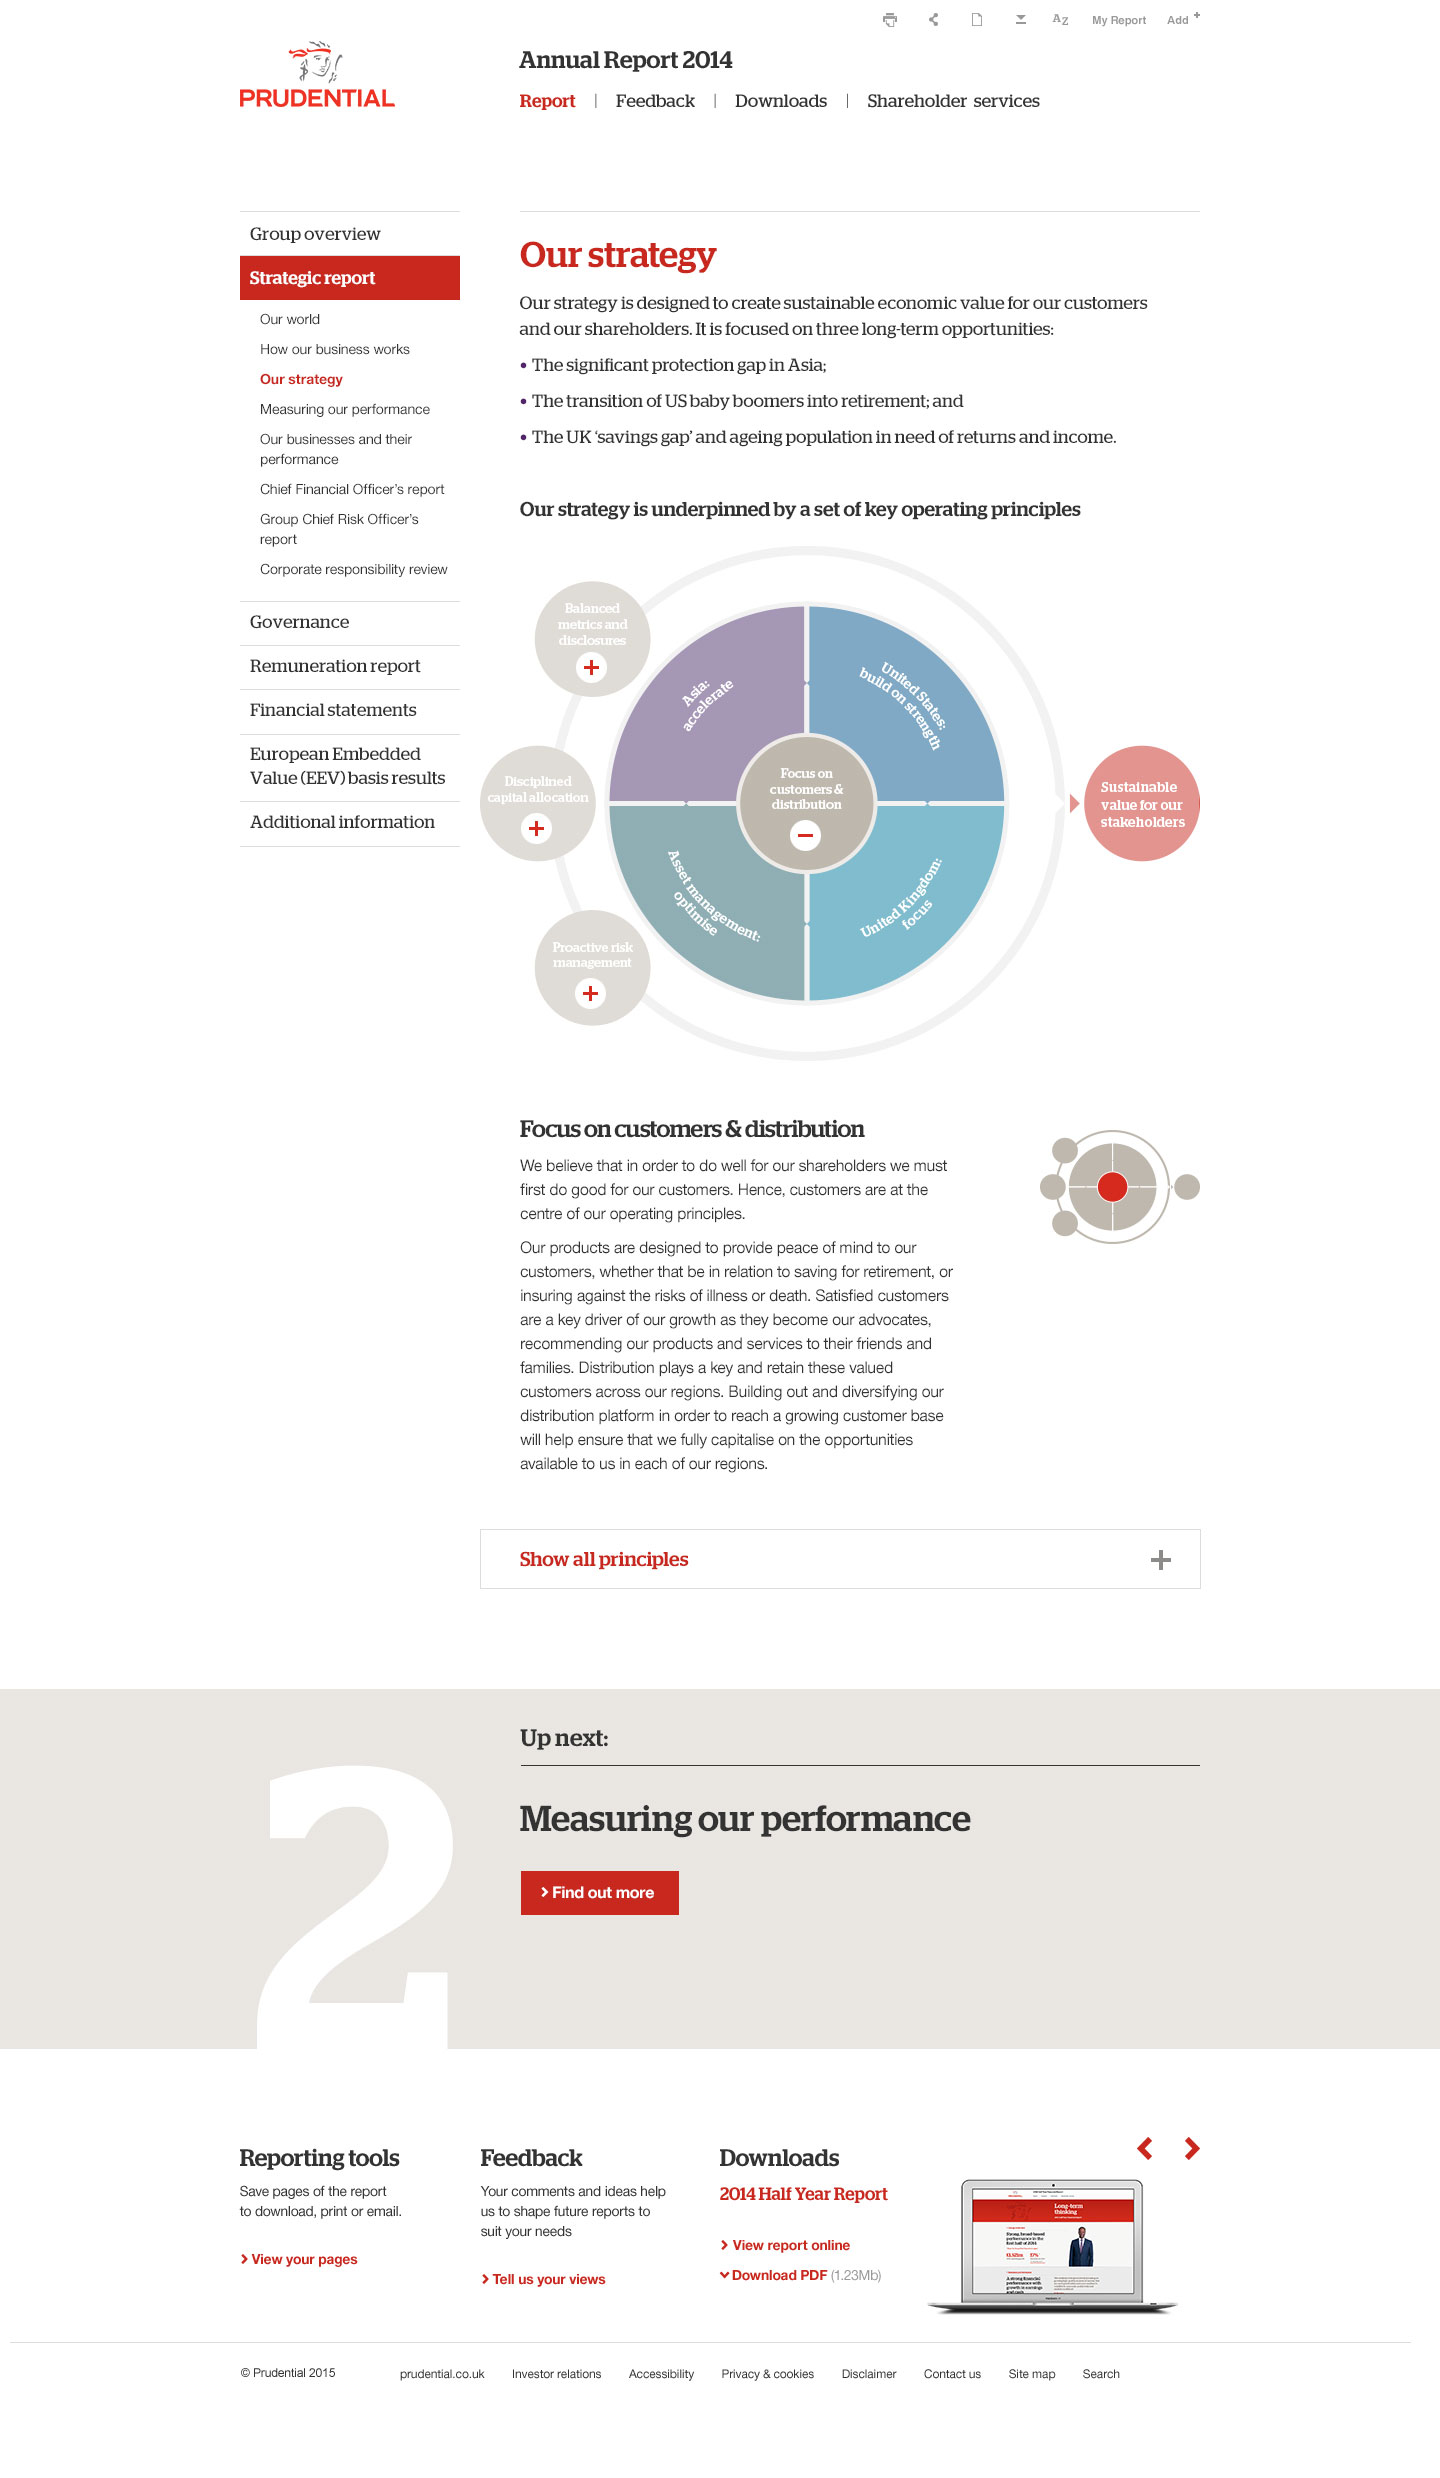 AZ
My Report
Add +
PRUDENTIAL
Annual Report 2014
Report | Feedback | Downloads | Shareholder services
Group overview
Strategic report
Our world
How our business works
Our strategy
Measuring our performance
Our businesses and their
performance
Chief Financial Officer's report
Group Chief Risk Officer's
report
Corporate responsibility review
Governance
Remuneration report
Financial statements
European Embedded
Value (EEV) basis results
Additional information
Our strategy
Our strategy is designed to create sustainable economic value for our customers
and our shareholders. It is focused on three long-term opportunities:
• The significant protection gap in Asia;
• The transition of US baby boomers into retirement; and
• The UK ‘savings gap’ and ageing population in need of returns and income.
Our strategy is underpinned by a set of key operating principles
Balanced
metrics and
disclosures
Asia:
accelerate
United States:
build on strength
Disciplined
capital allocation
Focus on
customers &
distribution
Sustainable
value for our
stakeholders
Asset management:
optimise
United Kingdom:
focus
Proactive risk
management
Focus on customers & distribution
We believe that in order to do well for our shareholders we must
first do good for our customers. Hence, customers are at the
centre of our operating principles.
Our products are designed to provide peace of mind to our
customers, whether that be in relation to saving for retirement, or
insuring against the risks of illness or death. Satisfied customers
are a key driver of our growth as they become our advocates,
recommending our products and services to their friends and
families. Distribution plays a key and retain these valued
customers across our regions. Building out and diversifying our
distribution platform in order to reach a growing customer base
will help ensure that we fully capitalise on the opportunities
available to us in each of our regions.
Show all principles
2
Up next:
Measuring our performance
Find out more
Reporting tools
Save pages of the report
to download, print or email.
View your pages
Feedback
Your comments and ideas help
us to shape future reports to
suit your needs
Tell us your views
Downloads
2014 Half Year Report
View report online
Download PDF (1.23Mb)
Long-term
thinking
© Prudential 2015
prudential.co.uk
Investor relations
Accessibility
Privacy & cookies
Disclaimer
Contact us
Site map
Search